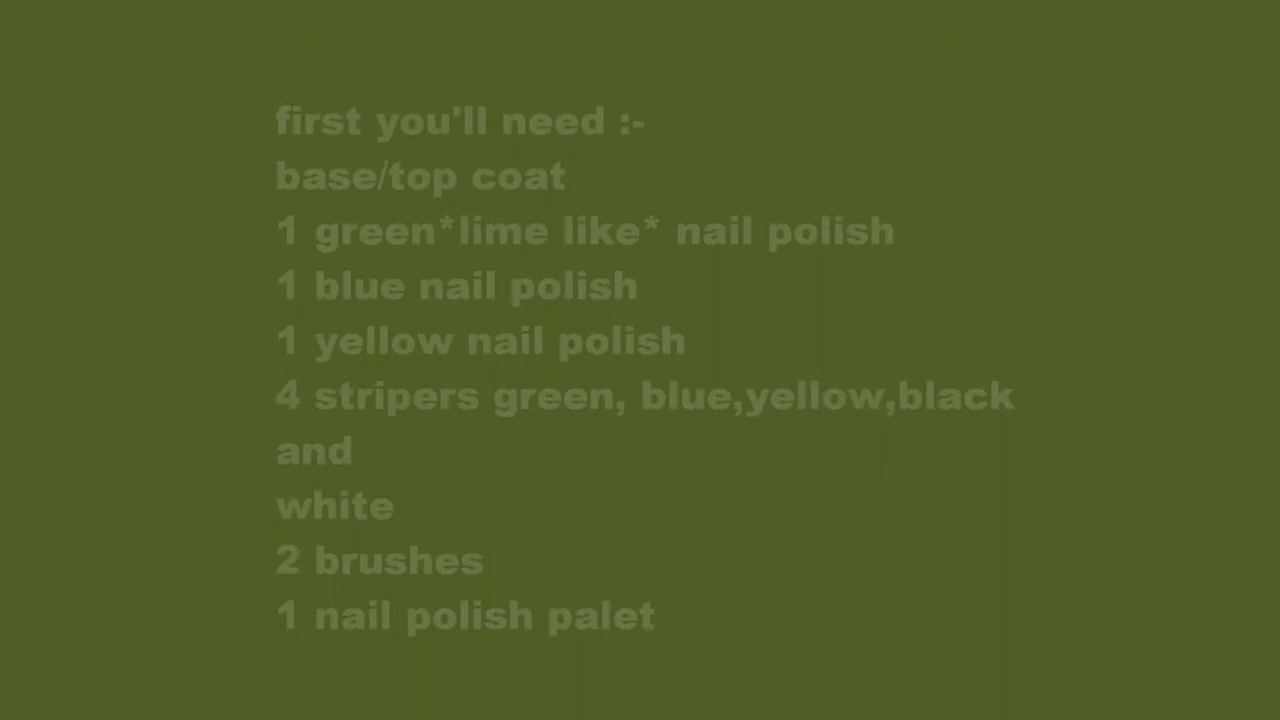 first you'll need :-
base/top coat
1 green*lime like* nail polish
1 blue nail polish
1 yellow nail polish
4 stripers green, blue,yellow,black
and
white
2 brushes
1 nail polish palet